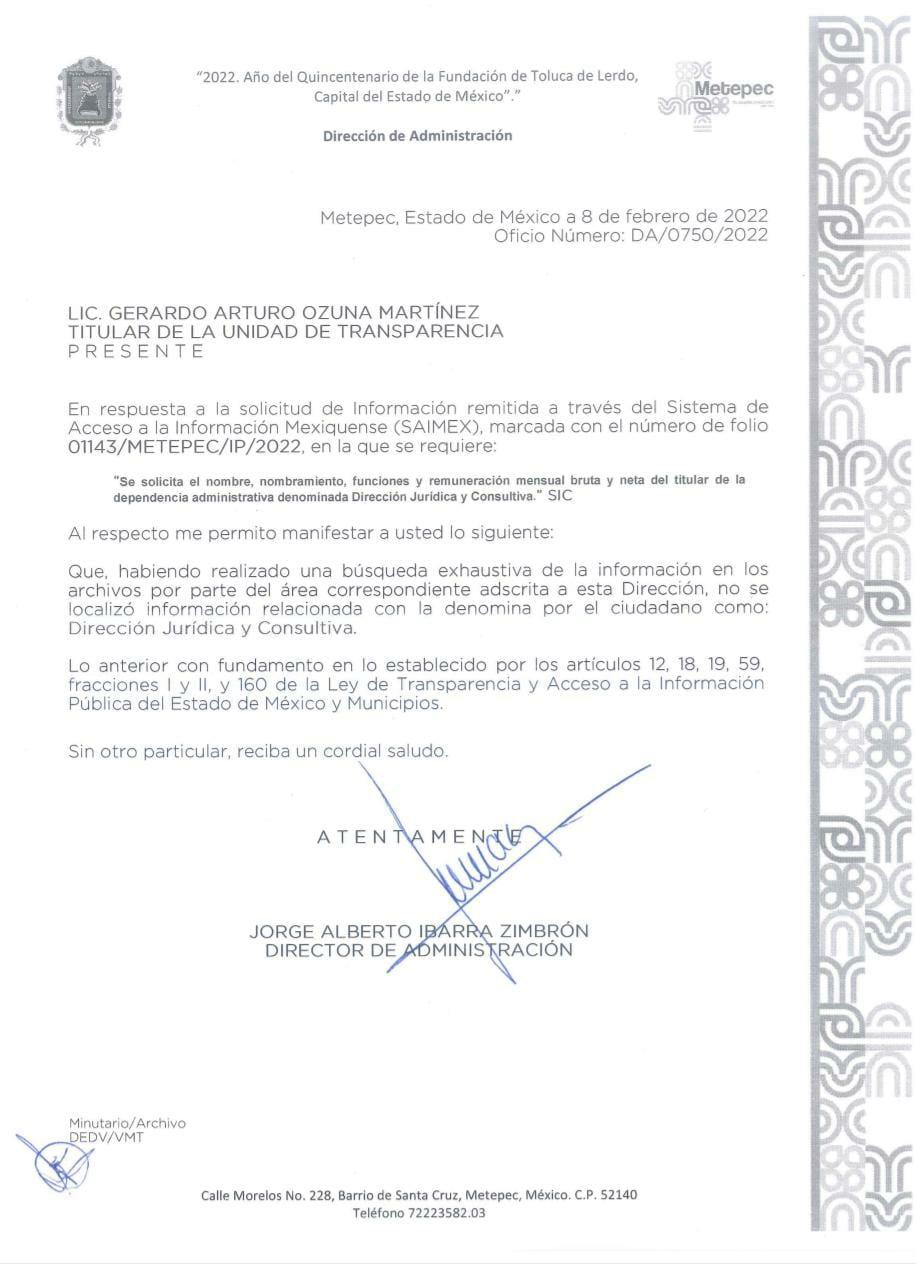 "2022. Año del Quincentenario de la Fundación de Toluca de Lerdo,
Capital del Estado de México"."
Metepec
Dirección de Administración
Metepec, Estado de México a 8 de febrero de 2022
Oficio Número: DA/0750/2022
LIC. GERARDO ARTURO OZUNA MARTÍNEZ
TITULAR DE LA UNIDAD DE TRANSPARENCIA
P R E S E N T E
En respuesta a la solicitud de Información remitida a través del Sistema de
Acceso a la Información Mexiquense (SAIMEX), marcada con el número de folio
01143/METEPEC/IP/2022, en la que se requiere:
"Se solicita el nombre, nombramiento, funciones y remuneración mensual bruta y neta del titular de la
dependencia administrativa denominada Dirección Jurídica y Consultiva." SIC
Al respecto me permito manifestar a usted lo siguiente:
Que, habiendo realizado una búsqueda exhaustiva de la información en los
archivos por parte del área correspondiente adscrita a esta Dirección, no se
localizó información relacionada con la denomina por el ciudadano como:
Dirección Jurídica y Consultiva.
Lo anterior con fundamento en lo establecido por los artículos 12, 18, 19, 59,
fracciones I y II, y 160 de la Ley de Transparencia y Acceso a la Información
Pública del Estado de México y Municipios.
Sin otro particular, reciba un cordial saludo.
A T E N T A M E N T E
JORGE ALBERTO IBARRA ZIMBRÓN
DIRECTOR DE ADMINISTRACIÓN
Minutario/Archivo
DEDV/VMT
Calle Morelos No. 228, Barrio de Santa Cruz, Metepec, México. C.P. 52140
Teléfono 72223582.03